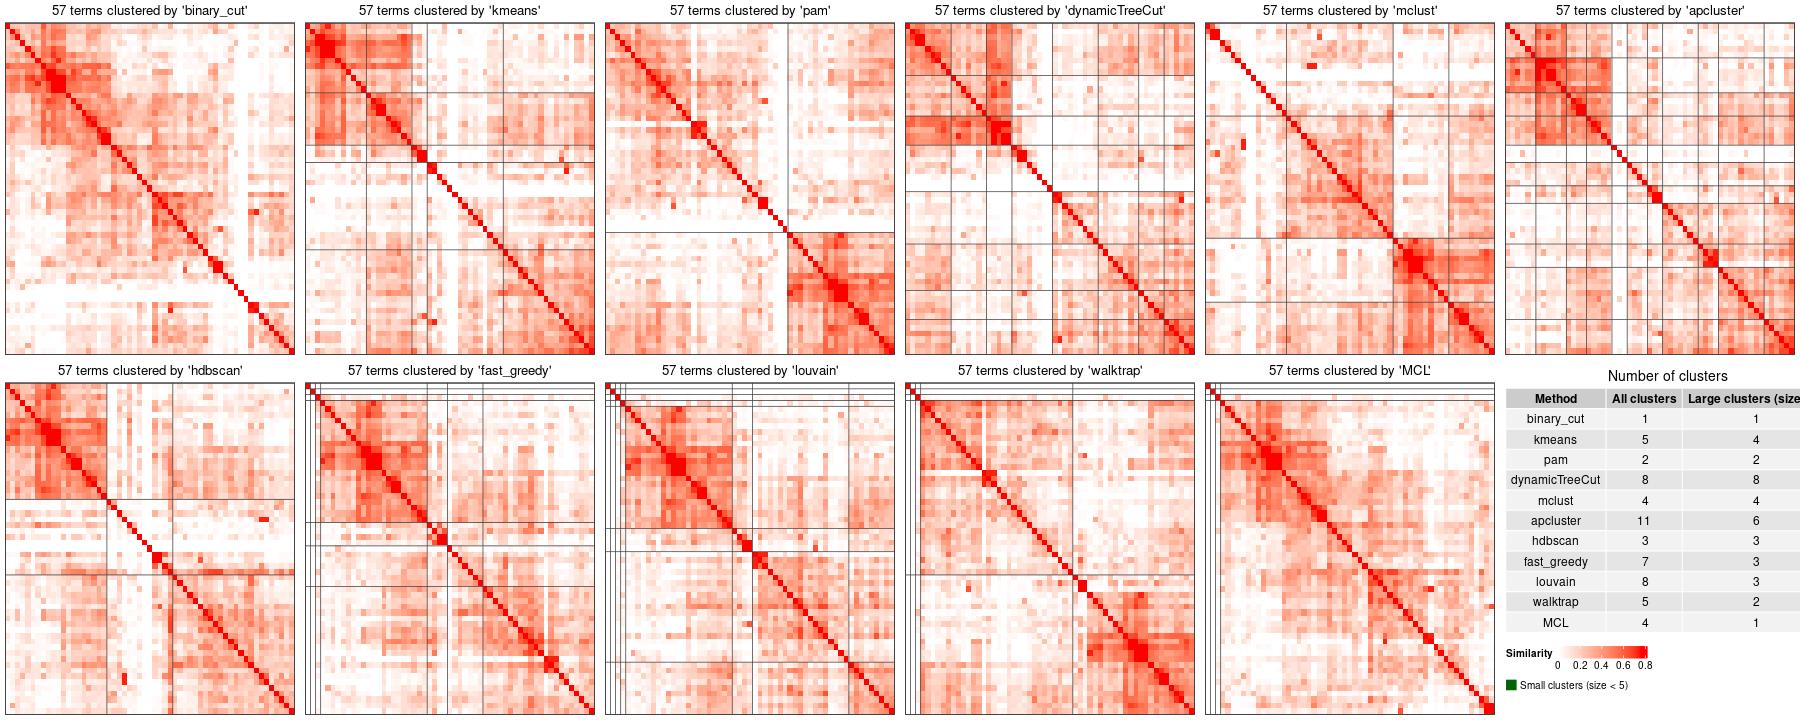 57 terms clustered by 'binary_cut'
57 terms clustered by 'kmeans'
57 terms clustered by 'pam'
57 terms clustered by 'dynamicTreeCut'
57 terms clustered by 'mclust'
57 terms clustered by 'apcluster'
57 terms clustered by 'hdbscan'
57 terms clustered by 'fast_greedy'
57 terms clustered by 'louvain'
57 terms clustered by 'walktrap'
57 terms clustered by 'MCL'
Number of clusters
Method All clusters Large clusters (size
binary_cut 1 1
kmeans 5 4
pam 2 2
dynamicTreeCut 8 8
mclust 4 4
apcluster 11 6
hdbscan 3 3
fast_greedy 7 3
louvain 8 3
walktrap 5 2
MCL 4 1
Similarity
0 0.2 0.4 0.6 0.8
Small clusters (size < 5)